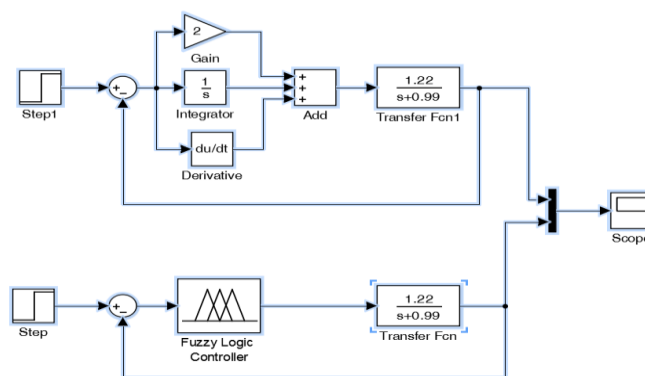 2
Gain
Step1
+
−
1
s
Integrator
+
+
+
Add
1.22
s+0.99
Transfer Fcn1
du/dt
Derivative
Scope
Step
+
−
Fuzzy Logic
Controller
1.22
s+0.99
Transfer Fcn